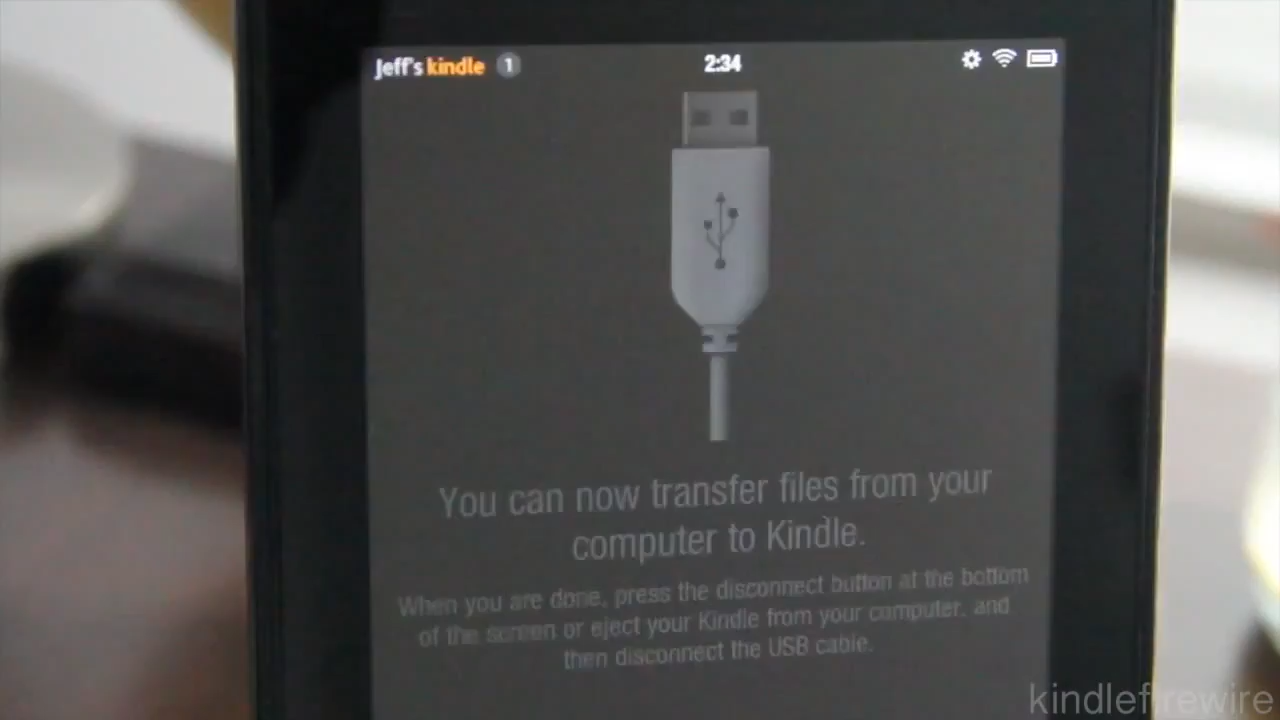 Jeff's kindle 1 2:34
You can now transfer files from your
computer to Kindle.
When you are done, press the disconnect button at the bottom
of the screen or eject your Kindle from your computer, and
then disconnect the USB cable.
kindlefirewire